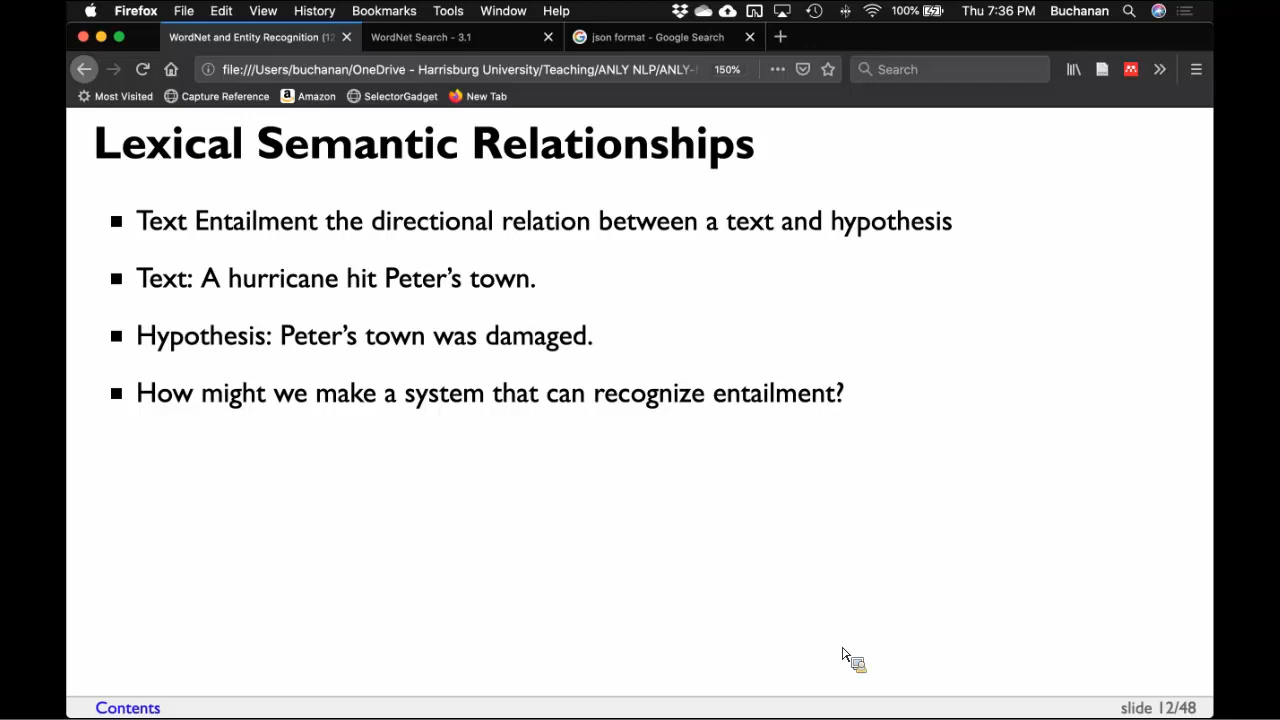 Firefox File Edit View History Bookmarks Tools Window Help 100% Thu 7:36 PM Buchanan
WordNet and Entity Recognition (12 WordNet Search - 3.1 json format - Google Search
file:///Users/buchanan/OneDrive - Harrisburg University/Teaching/ANLY NLP/ANLY- 150% Search
Most Visited Capture Reference Amazon SelectorGadget New Tab
Lexical Semantic Relationships
Text Entailment the directional relation between a text and hypothesis
Text: A hurricane hit Peter's town.
Hypothesis: Peter's town was damaged.
How might we make a system that can recognize entailment?
Contents slide 12/48